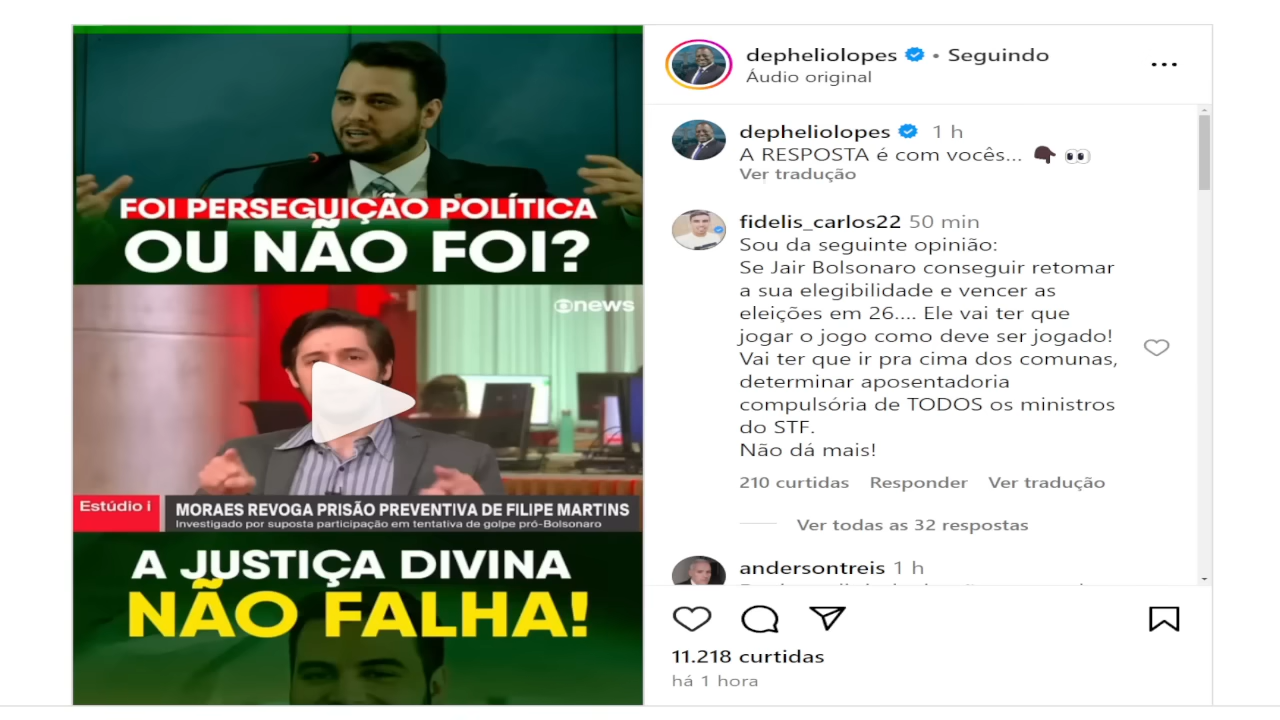 FOI PERSEGUIÇÃO POLÍTICA
OU NÃO FOI?
news
Estúdio i
MORAES REVOGA PRISÃO PREVENTIVA DE FILIPE MARTINS
Investigado por suposta participação em tentativa de golpe pró-Bolsonaro
A JUSTIÇA DIVINA
NÃO FALHA!
depheliolopes • Seguindo
Áudio original
depheliolopes 1 h
A RESPOSTA é com vocês... 👇🏿 👀
Ver tradução
fidelis_carlos22 50 min
Sou da seguinte opinião:
Se Jair Bolsonaro conseguir retomar
a sua elegibilidade e vencer as
eleições em 26.... Ele vai ter que
jogar o jogo como deve ser jogado!
Vai ter que ir pra cima dos comunas,
determinar aposentadoria
compulsória de TODOS os ministros
do STF.
Não dá mais!
210 curtidas Responder Ver tradução
Ver todas as 32 respostas
andersontreis 1 h
11.218 curtidas
há 1 hora